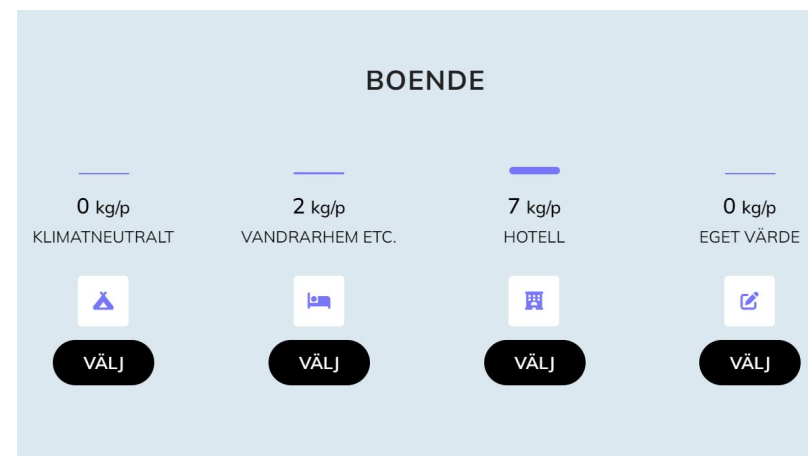 BOENDE
0 kg/p
KLIMATNEUTRALT
VÄLJ
2 kg/p
VANDRARHEM ETC.
VÄLJ
7 kg/p
HOTELL
VÄLJ
0 kg/p
EGET VÄRDE
VÄLJ